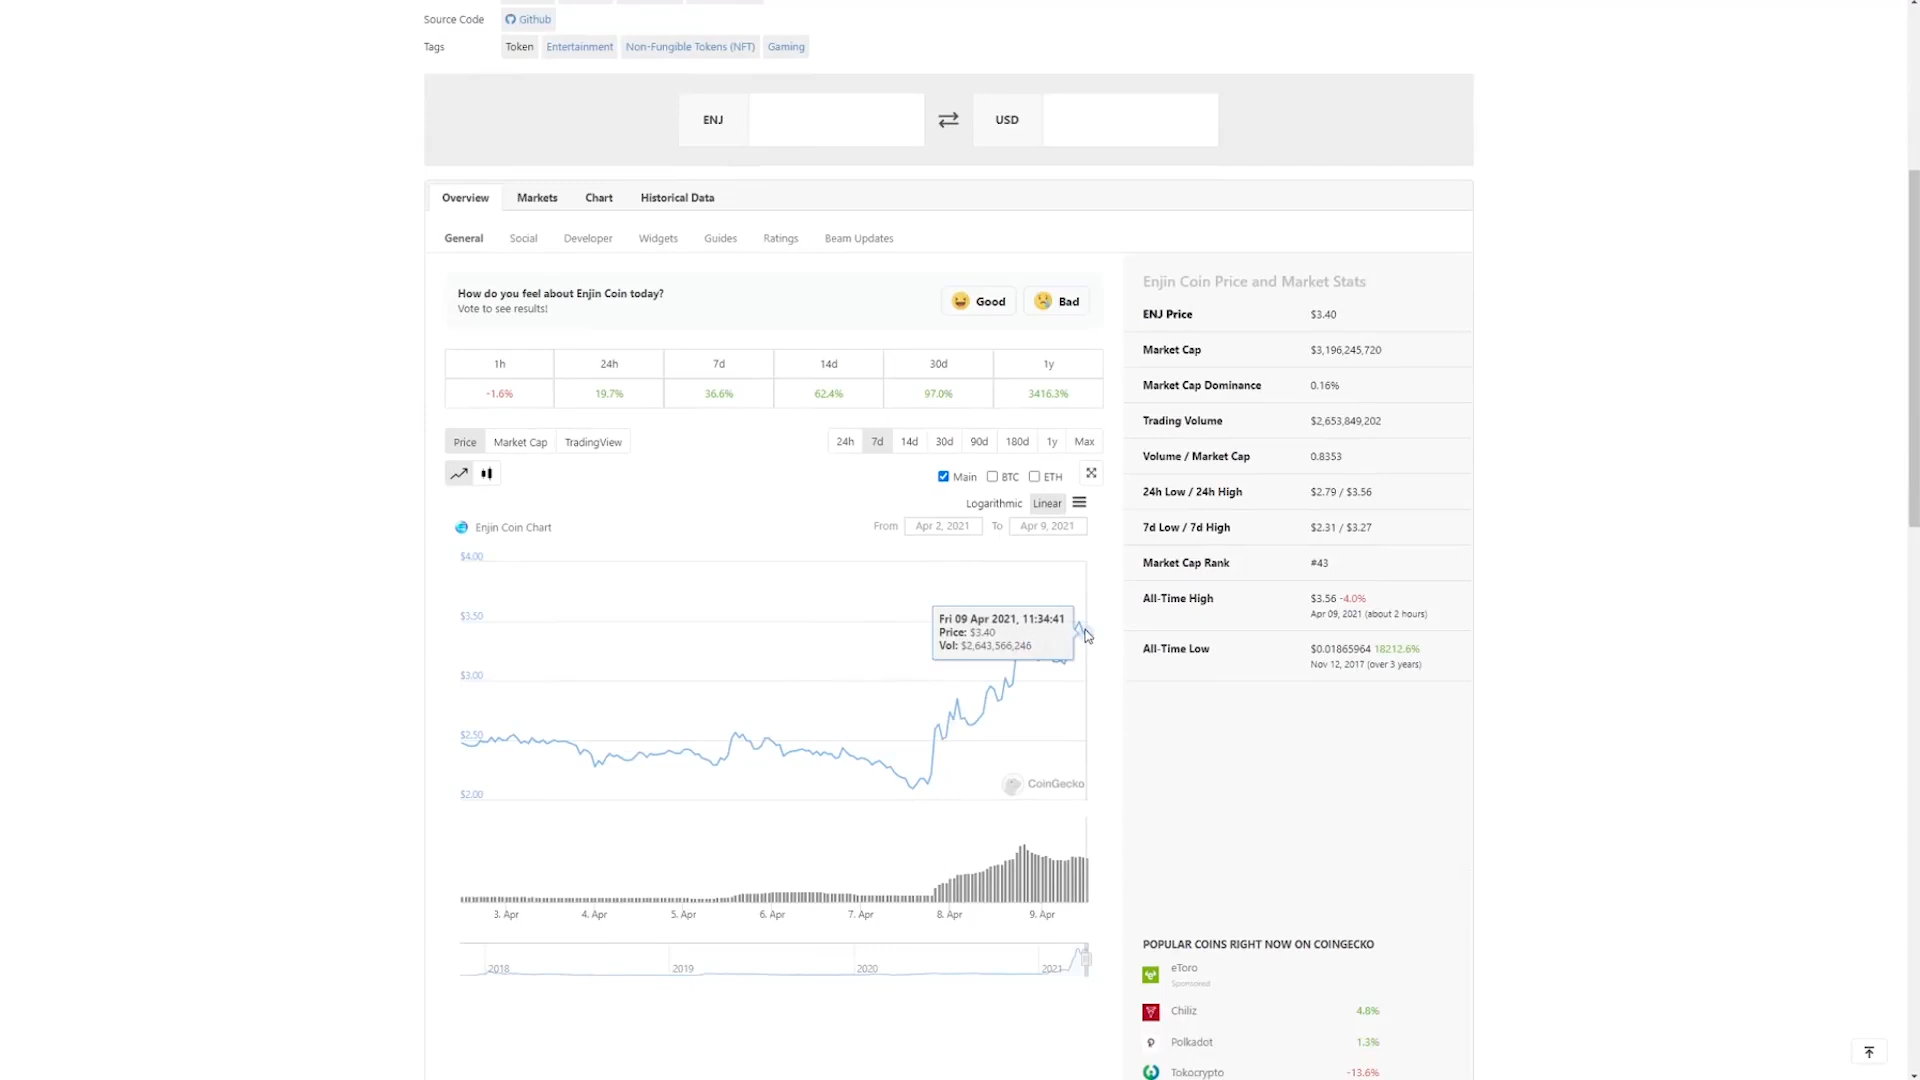 Source Code Github
Tags Token Entertainment Non-Fungible Tokens (NFT) Gaming
ENJ USD
Overview Markets Chart Historical Data
General Social Developer Widgets Guides Ratings Beam Updates
How do you feel about Enjin Coin today?
Vote to see results!
Good Bad
1h 24h 7d 14d 30d 1y
-1.6% 19.7% 36.6% 62.4% 97.0% 3416.3%
Price Market Cap TradingView
24h 7d 14d 30d 90d 180d 1y Max
Main BTC ETH
Logarithmic Linear
Enjin Coin Chart
From Apr 2, 2021 To Apr 9, 2021
$4.00
$3.50
$3.00
$2.50
$2.00
Fri 09 Apr 2021, 11:34:41
Price: $3.40
Vol: $2,643,566,246
CoinGecko
3. Apr 4. Apr 5. Apr 6. Apr 7. Apr 8. Apr 9. Apr
2018 2019 2020 2021
Enjin Coin Price and Market Stats
ENJ Price $3.40
Market Cap $3,196,245,720
Market Cap Dominance 0.16%
Trading Volume $2,653,849,202
Volume / Market Cap 0.8353
24h Low / 24h High $2.79 / $3.56
7d Low / 7d High $2.31 / $3.27
Market Cap Rank #43
All-Time High $3.56 -4.0%
Apr 09, 2021 (about 2 hours)
All-Time Low $0.01865964 18212.6%
Nov 12, 2017 (over 3 years)
POPULAR COINS RIGHT NOW ON COINGECKO
eToro
Sponsored
Chiliz 4.8%
Polkadot 1.3%
Tokocrypto -13.6%